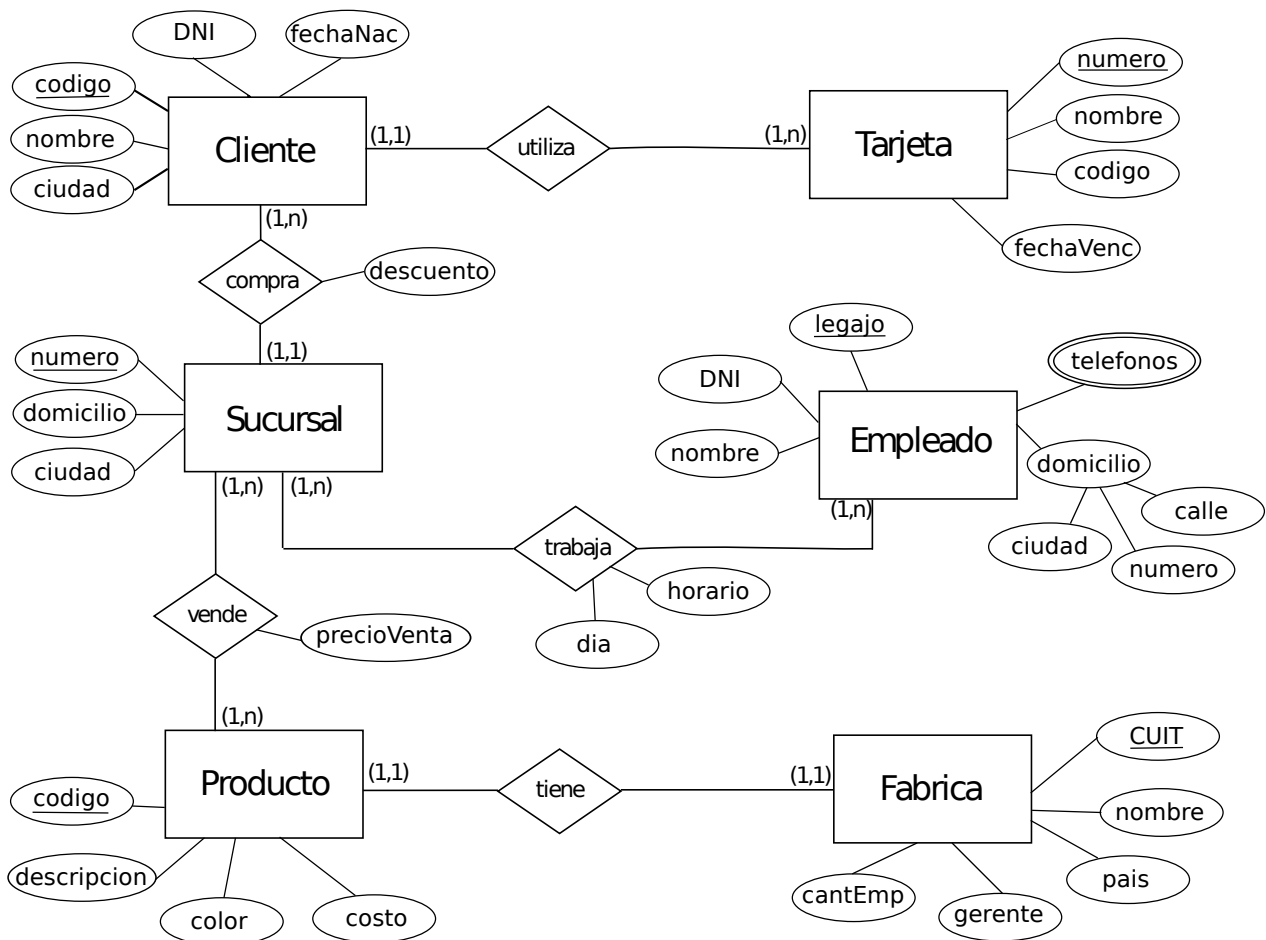 DNI
fechaNac
codigo
nombre
ciudad
Cliente
(1,1)
utiliza
(1,n)
Tarjeta
numero
nombre
codigo
fechaVenc
(1,n)
compra
descuento
(1,1)
numero
domicilio
ciudad
Sucursal
(1,n)
(1,n)
legajo
DNI
nombre
Empleado
telefonos
domicilio
calle
numero
ciudad
(1,n)
trabaja
horario
dia
vende
precioVenta
(1,n)
Producto
codigo
descripcion
color
costo
(1,1)
tiene
(1,1)
Fabrica
CUIT
nombre
pais
gerente
cantEmp